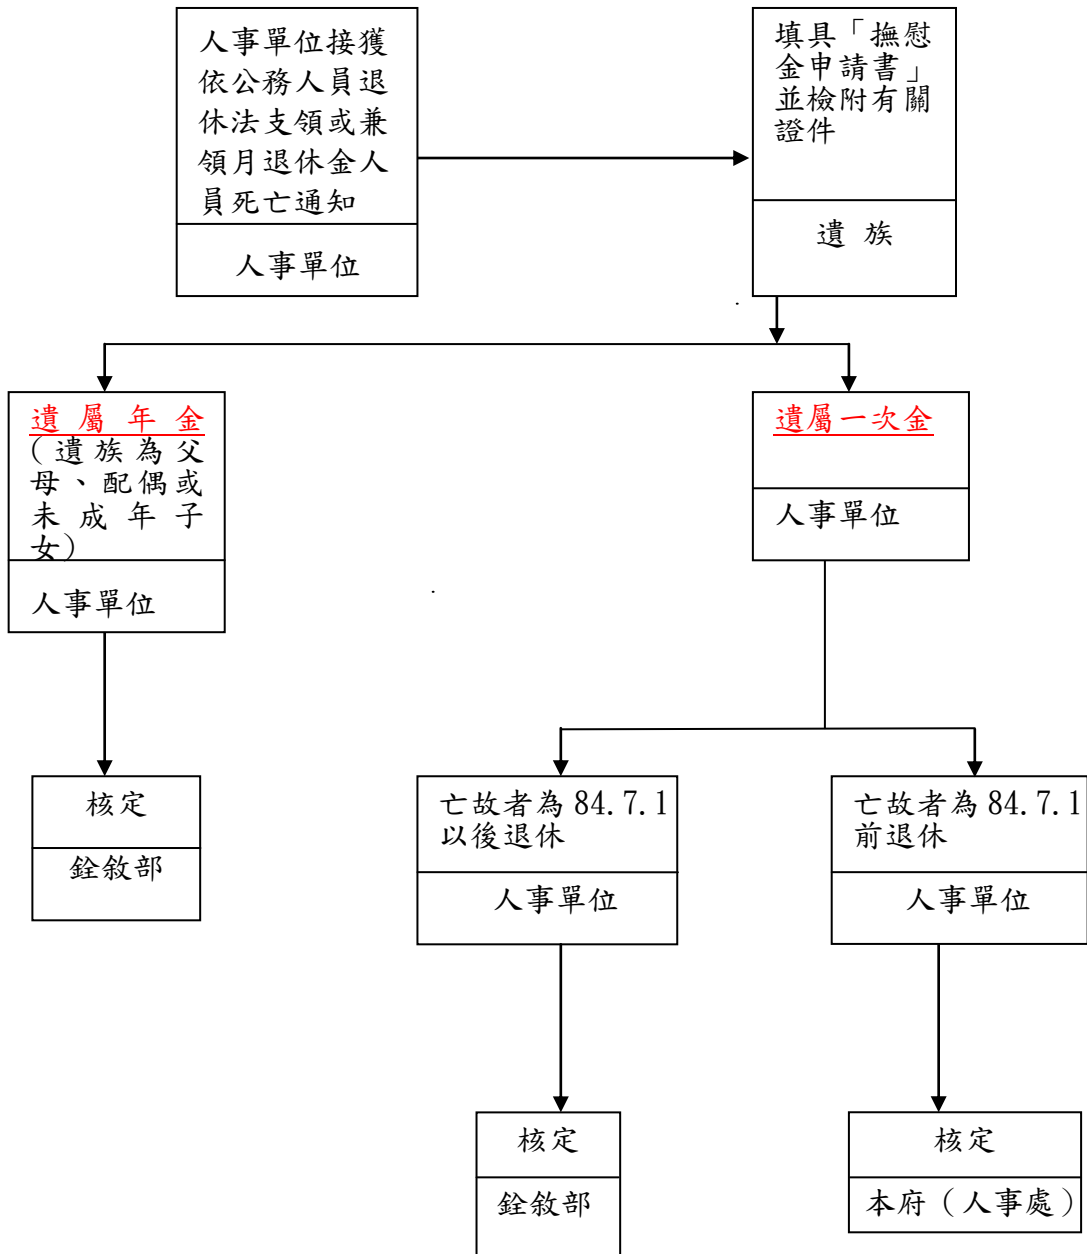 人事單位接獲
依公務人員退
休法支領或兼
領月退休金人
員死亡通知
人事單位
填具「撫慰
金申請書」
並檢附有關
證件
遺 族
遺屬年金
(遺族為父
母、配偶或
未成年子
女)
人事單位
遺屬一次金
人事單位
核定
銓敘部
亡故者為 84.7.1
以後退休
人事單位
亡故者為 84.7.1
前退休
人事單位
核定
銓敘部
核定
本府（人事處）